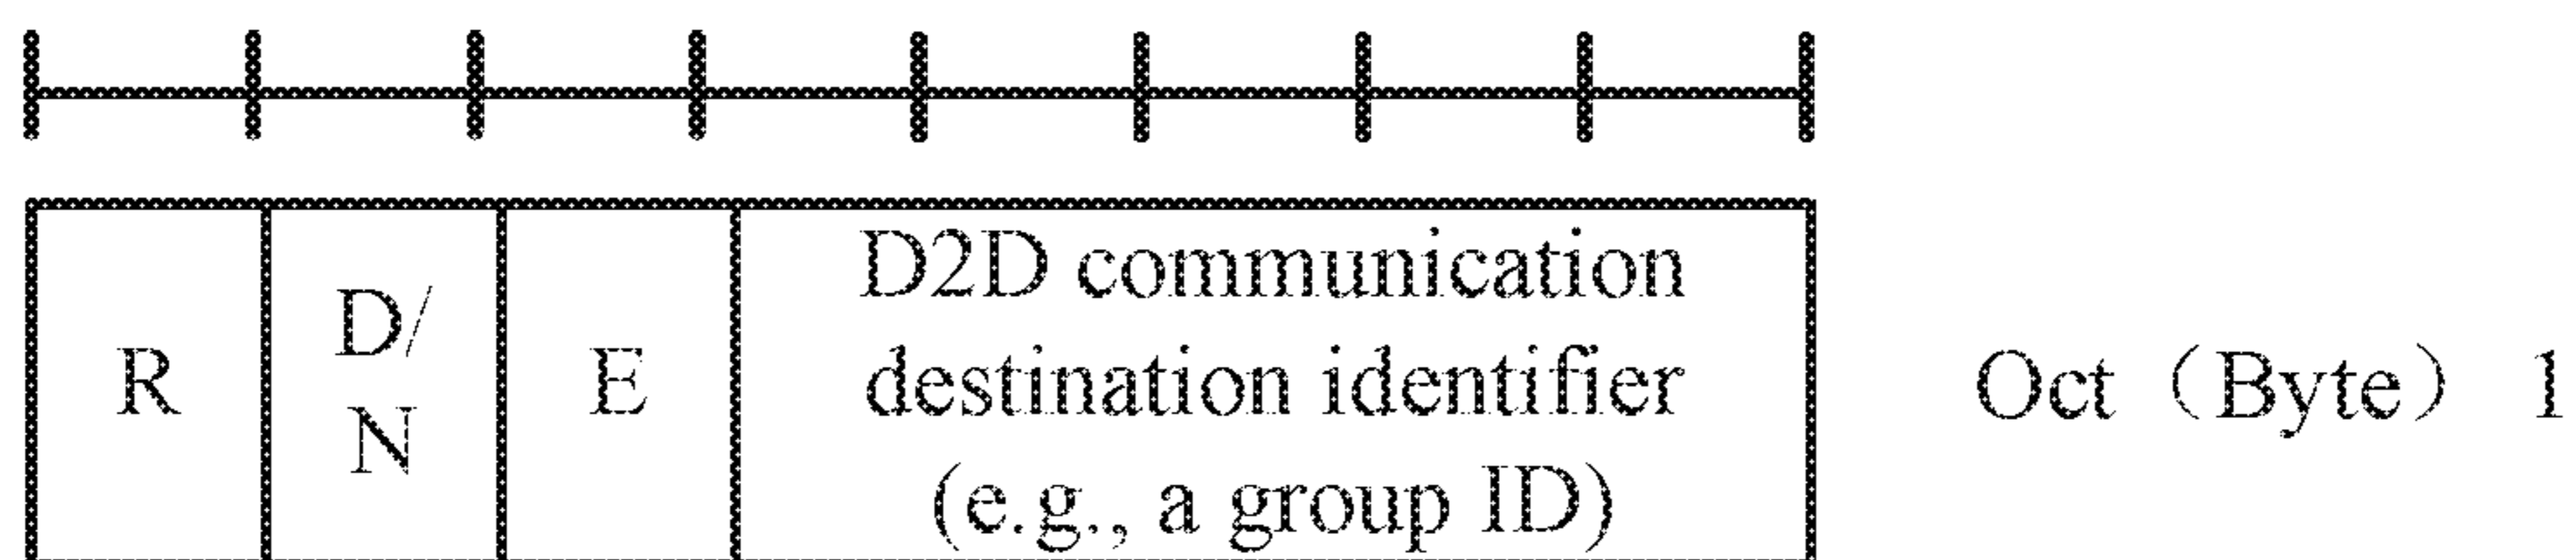 R
D/
N
E
D2D communication
destination identifier
(e.g., a group ID)
Oct（Byte） 1